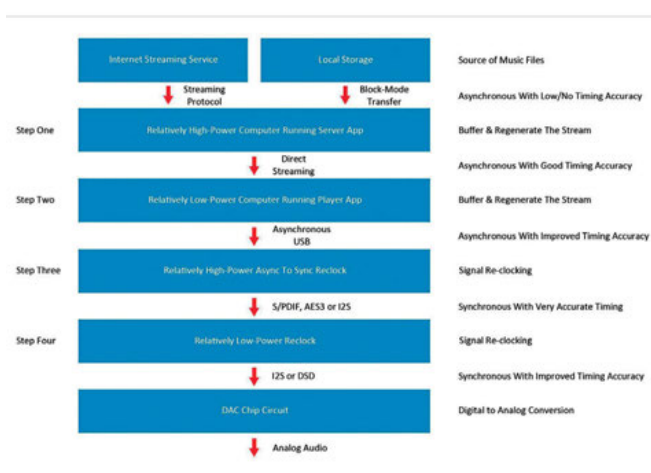 Internet Streaming Service
Local Storage
Source of Music Files
Streaming
Protocol
Block-Mode
Transfer
Asynchronous With Low/No Timing Accuracy
Step One
Relatively High-Power Computer Running Server App
Buffer & Regenerate The Stream
Direct
Streaming
Asynchronous With Good Timing Accuracy
Step Two
Relatively Low-Power Computer Running Player App
Buffer & Regenerate The Stream
Asynchronous
USB
Asynchronous With Improved Timing Accuracy
Step Three
Relatively High-Power Async To Sync Reclock
Signal Re-clocking
S/PDIF, AES3 or I2S
Synchronous With Very Accurate Timing
Step Four
Relatively Low-Power Reclock
Signal Re-clocking
I2S or DSD
Synchronous With Improved Timing Accuracy
DAC Chip Circuit
Digital to Analog Conversion
Analog Audio